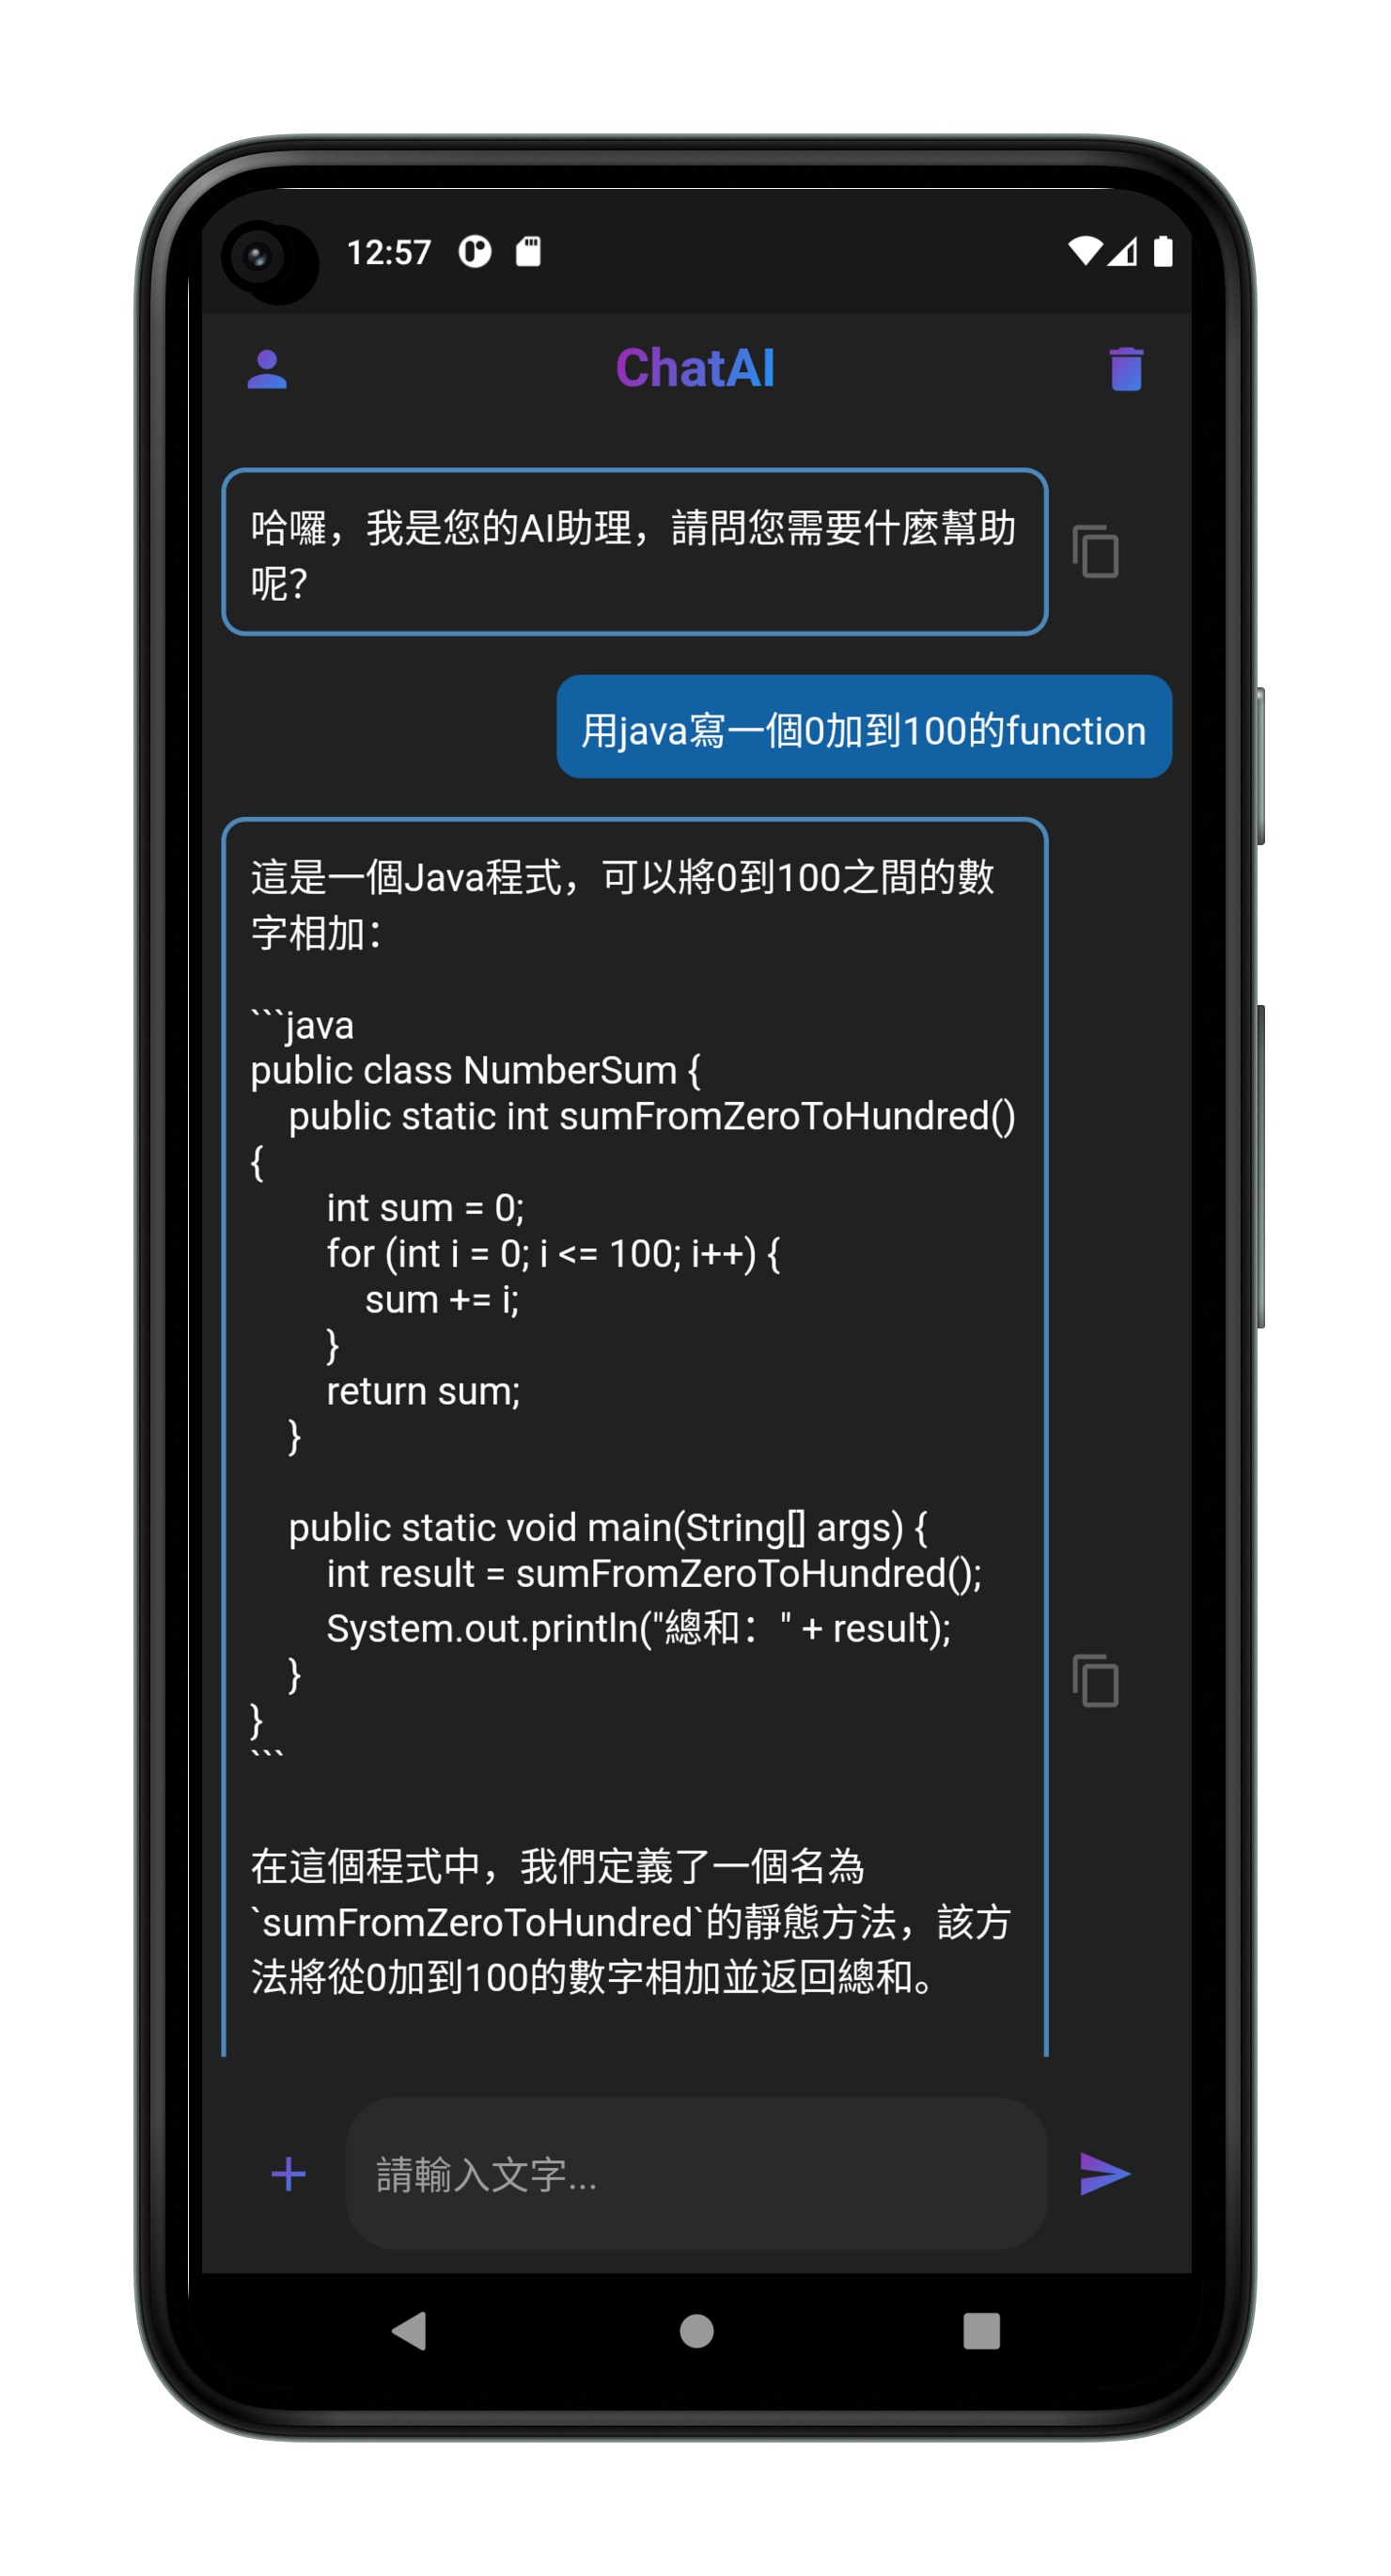 12:57
ChatAI
哈囉，我是您的AI助理，請問您需要什麼幫助
呢？
用java寫一個0加到100的function
這是一個Java程式，可以將0到100之間的數
字相加：
```java
public class NumberSum {
    public static int sumFromZeroToHundred()
{
        int sum = 0;
        for (int i = 0; i <= 100; i++) {
            sum += i;
        }
        return sum;
    }
    public static void main(String[] args) {
        int result = sumFromZeroToHundred();
        System.out.println("總和：" + result);
    }
}
```
在這個程式中，我們定義了一個名為
`sumFromZeroToHundred`的靜態方法，該方
法將從0加到100的數字相加並返回總和。
請輸入文字...